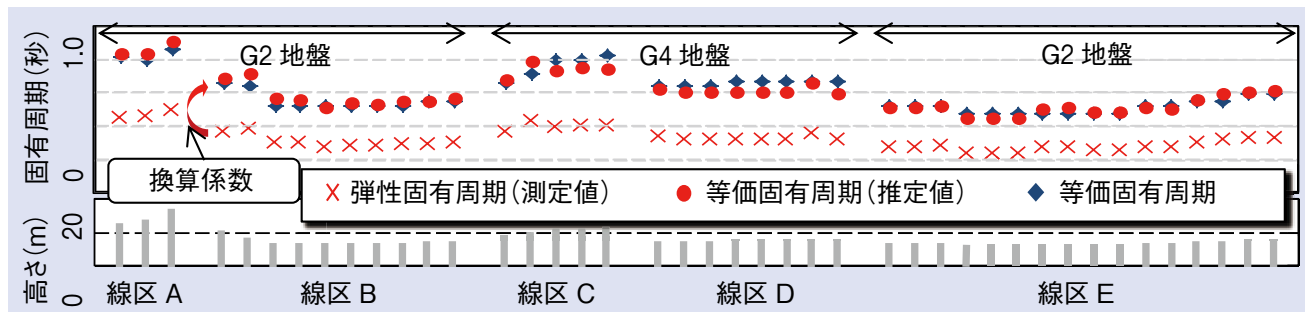 固有周期(秒)
1.0
0
G2 地盤
G4 地盤
G2 地盤
換算係数
弾性固有周期(測定値)
等価固有周期(推定値)
等価固有周期
高さ(m)
20
0
線区 A
線区 B
線区 C
線区 D
線区 E